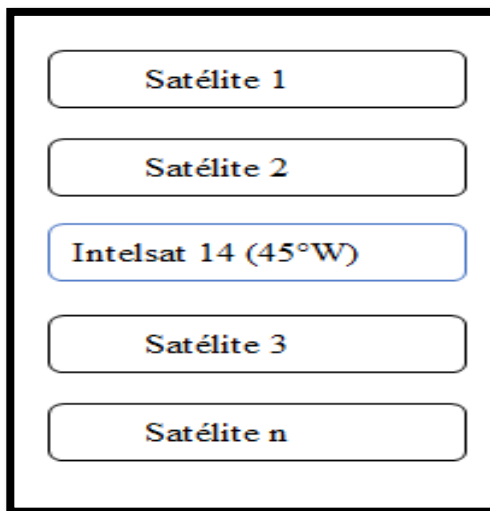 Satélite 1
Satélite 2
Intelsat 14 (45°W)
Satélite 3
Satélite n